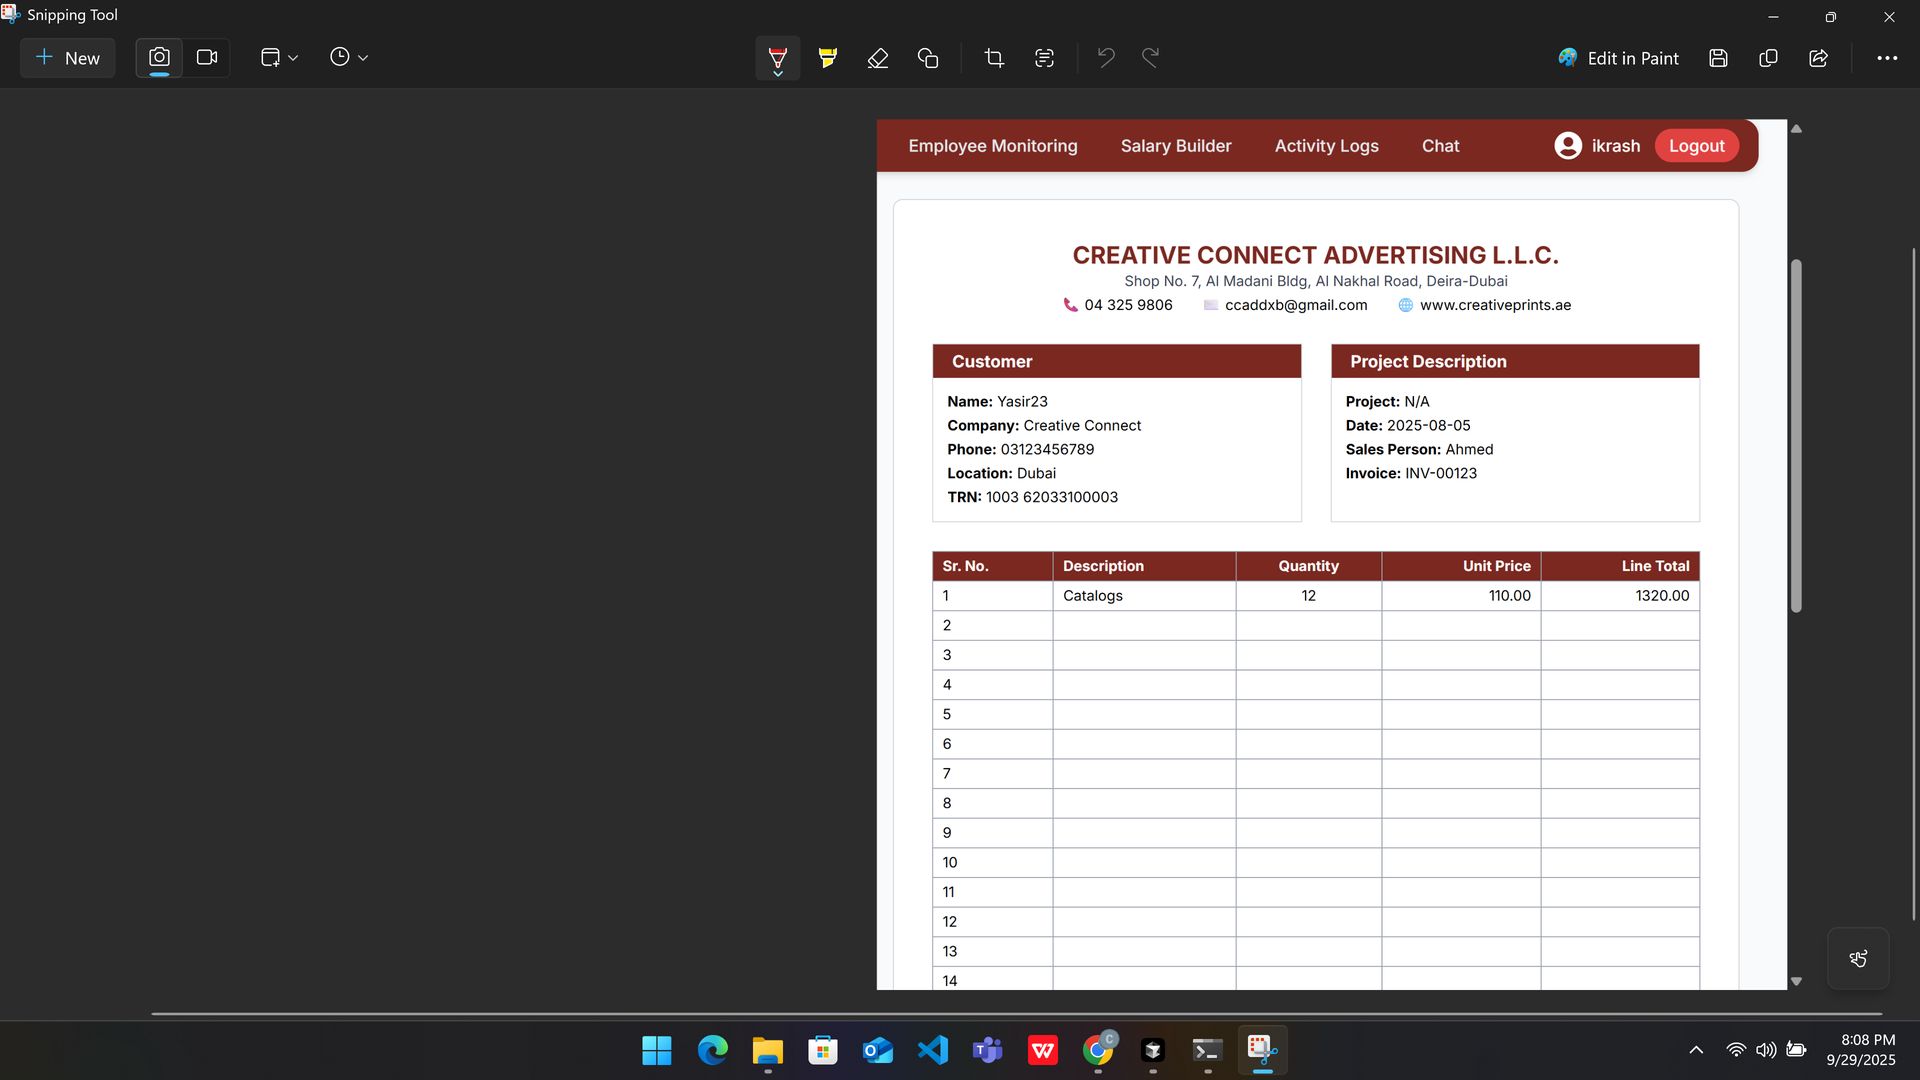 Snipping Tool
New
Edit in Paint
Employee Monitoring Salary Builder Activity Logs Chat ikrash Logout
CREATIVE CONNECT ADVERTISING L.L.C.
Shop No. 7, Al Madani Bldg, Al Nakhal Road, Deira-Dubai
04 325 9806 ccaddxb@gmail.com www.creativeprints.ae
Customer
Name: Yasir23
Company: Creative Connect
Phone: 03123456789
Location: Dubai
TRN: 1003 62033100003
Project Description
Project: N/A
Date: 2025-08-05
Sales Person: Ahmed
Invoice: INV-00123
Sr. No. Description Quantity Unit Price Line Total
1 Catalogs 12 110.00 1320.00
2
3
4
5
6
7
8
9
10
11
12
13
14
8:08 PM
9/29/2025